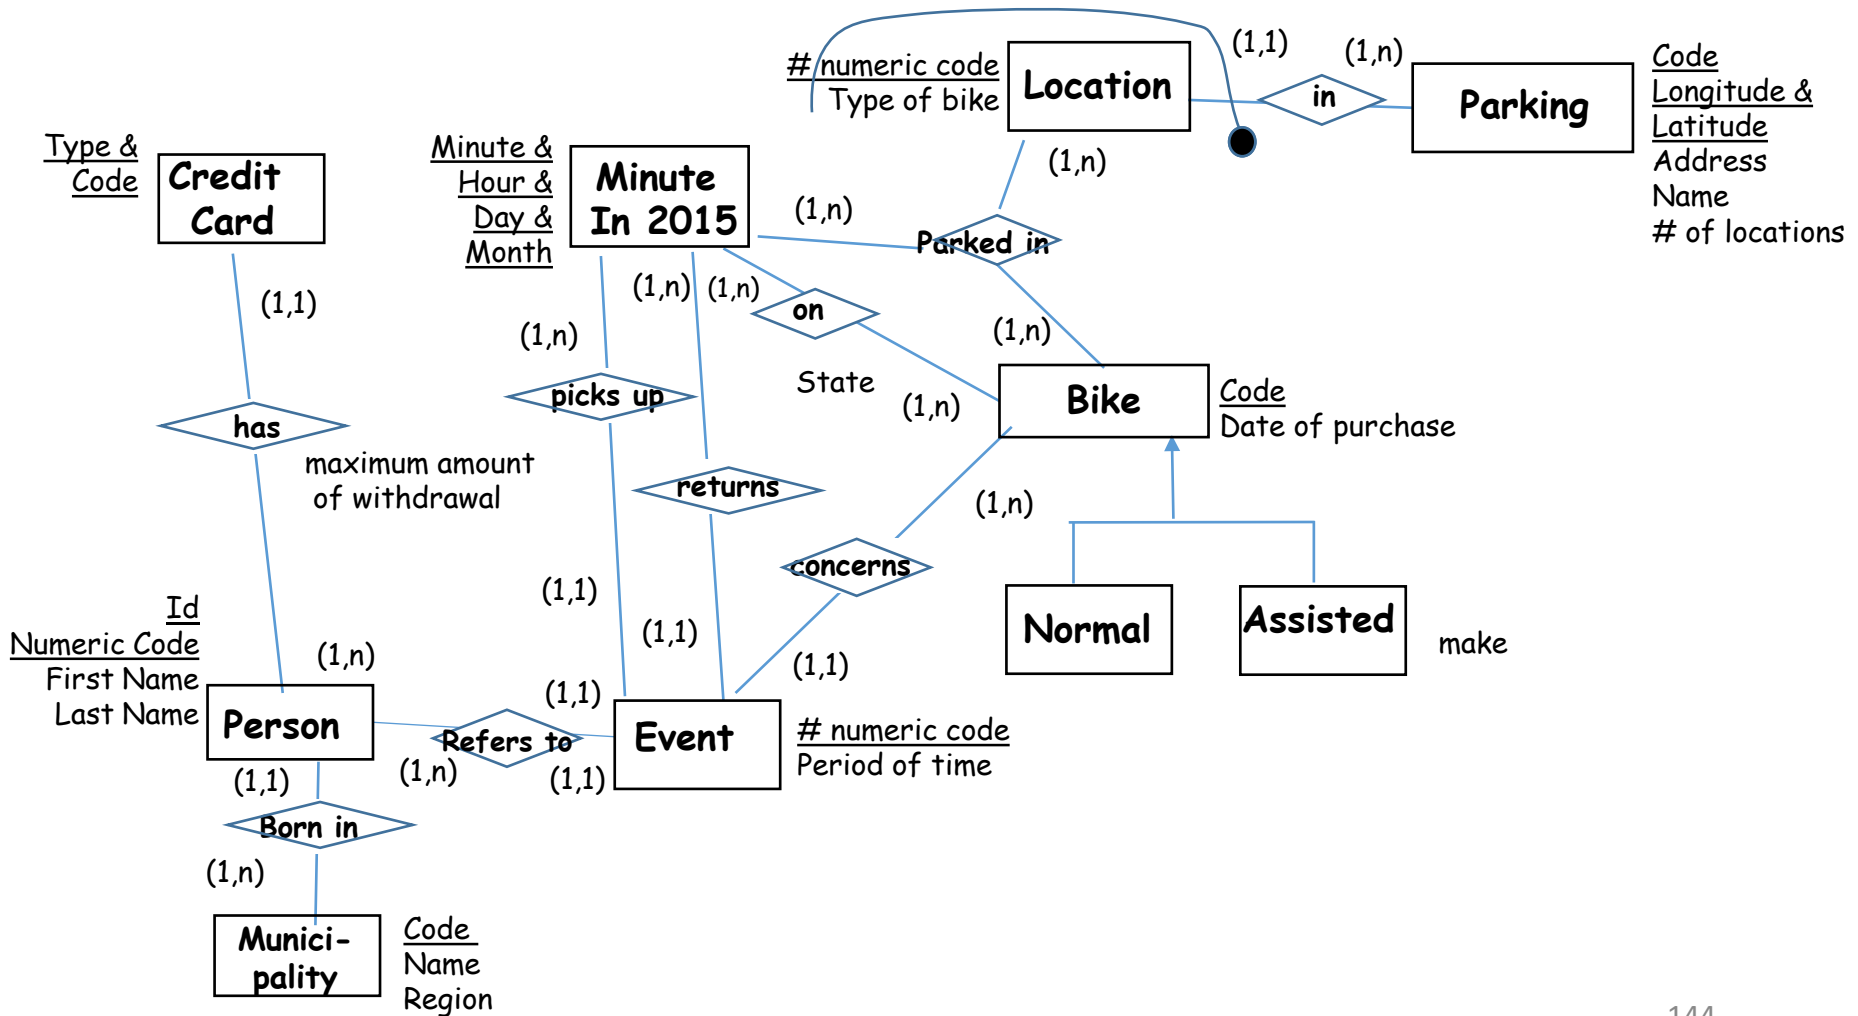 (1,1)
(1,n)
# numeric code
Type of bike
Location
in
Parking
Code
Longitude &
Latitude
Address
Name
# of locations
Type &
Code
Credit
Card
Minute &
Hour &
Day &
Month
Minute
In 2015
(1,n)
(1,n)
Parked in
(1,1)
(1,n)
(1,n)
on
(1,n)
(1,n)
State
(1,n)
picks up
Bike
Code
Date of purchase
has
maximum amount
of withdrawal
returns
(1,n)
concerns
(1,1)
(1,1)
(1,1)
Normal
Assisted
make
Id
Numeric Code
First Name
Last Name
(1,n)
Person
(1,1)
Refers to
(1,n)
(1,1)
Event
# numeric code
Period of time
(1,1)
Born in
(1,n)
Munici-
pality
Code
Name
Region
144